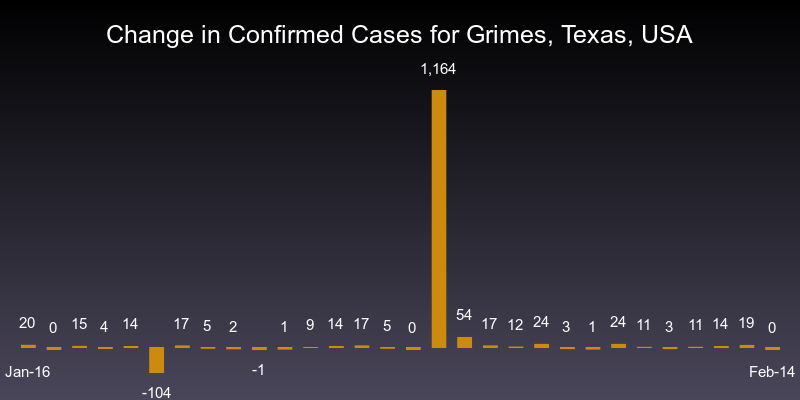 Change in Confirmed Cases for Grimes, Texas, USA
1,164
20 0 15 4 14 17 5 2 1 9 14 17 5 0 54 17 12 24 3 1 24 11 3 11 14 19 0
Jan-16 -1 Feb-14
-104